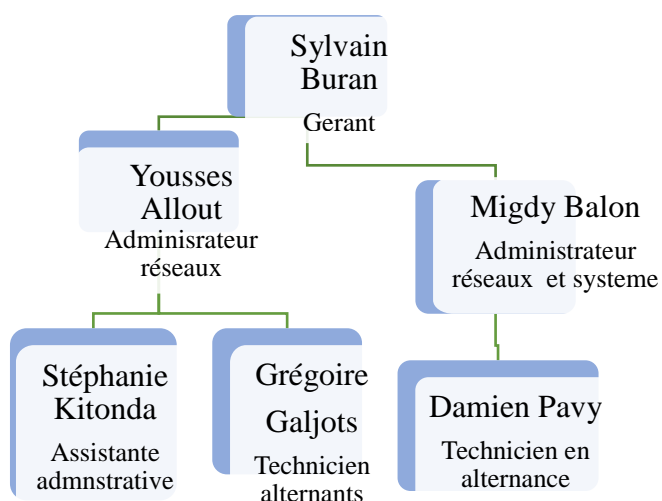 Sylvain
Buran
Gerant
Yousses
Allout
Adminisrateur
réseaux
Migdy Balon
Administrateur
réseaux et systeme
Stéphanie
Kitonda
Assistante
admnstrative
Grégoire
Galjots
Technicien
alternants
Damien Pavy
Technicien en
alternance